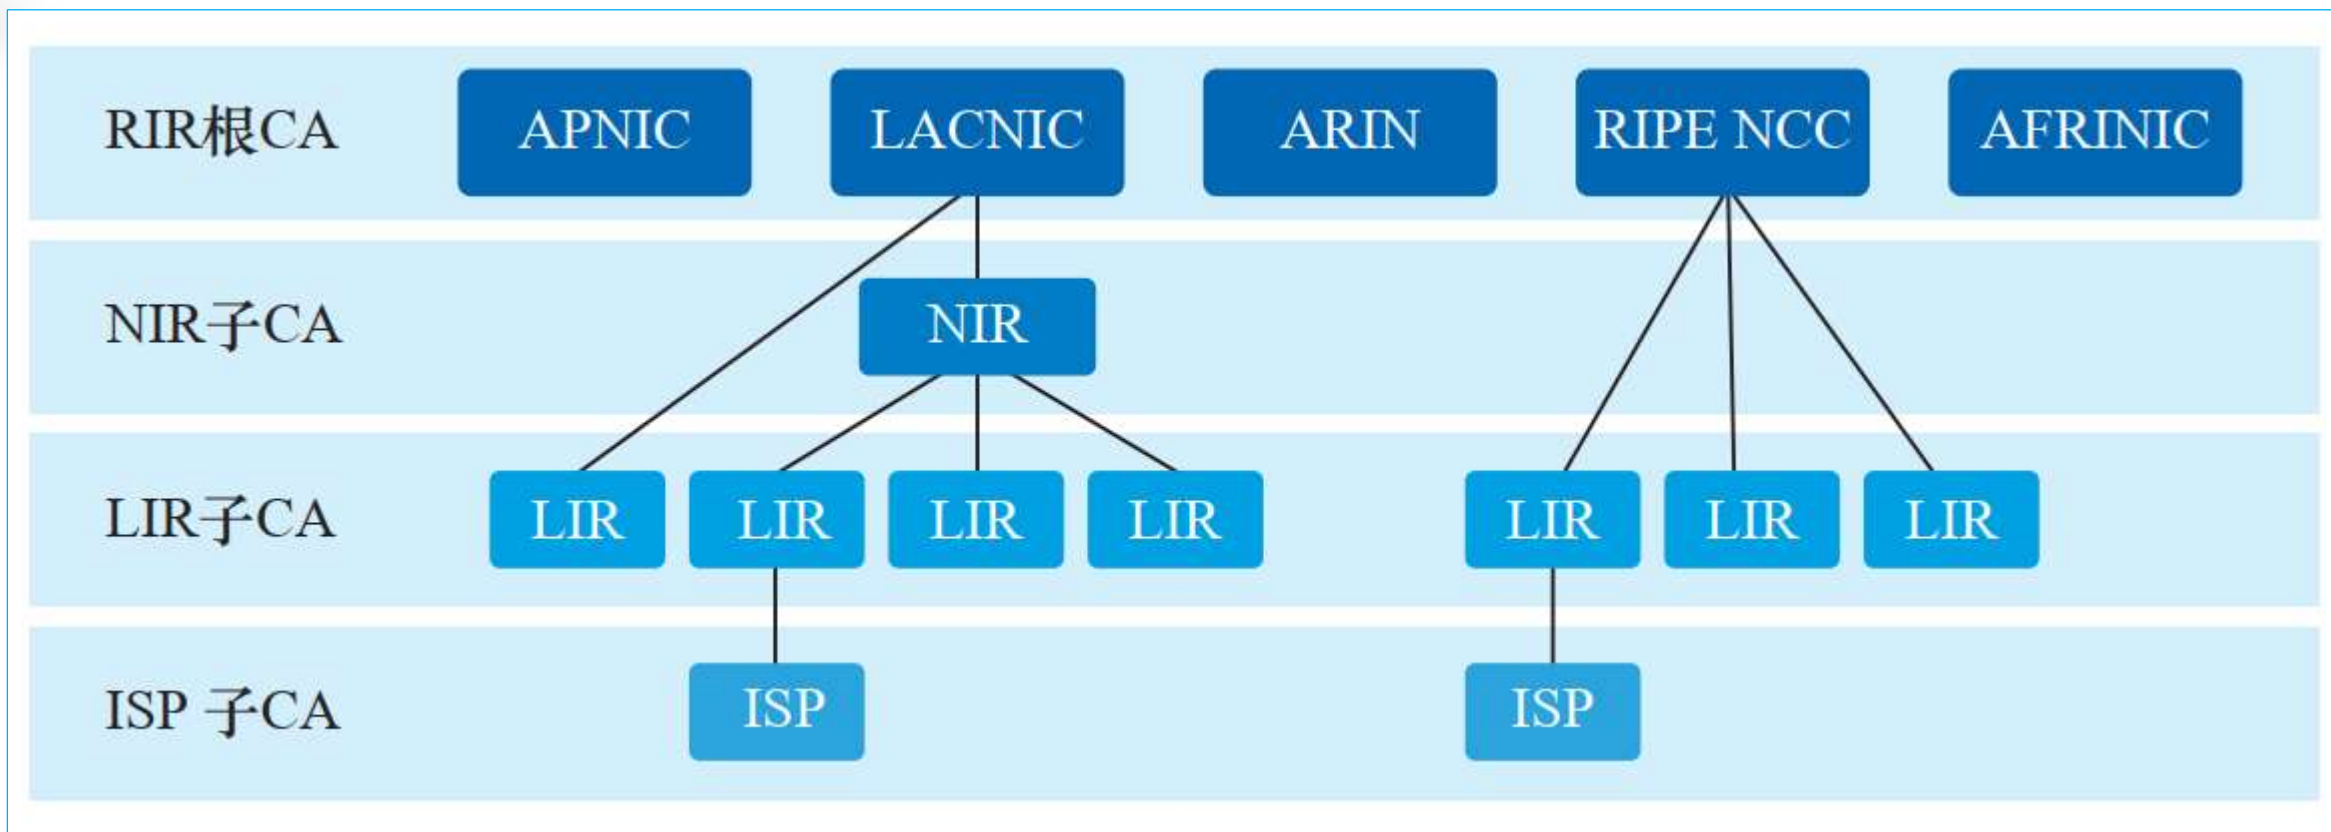 RIR根CA APNIC LACNIC ARIN RIPE NCC AFRINIC
NIR子CA NIR
LIR子CA LIR LIR LIR LIR LIR LIR LIR
ISP 子CA ISP ISP